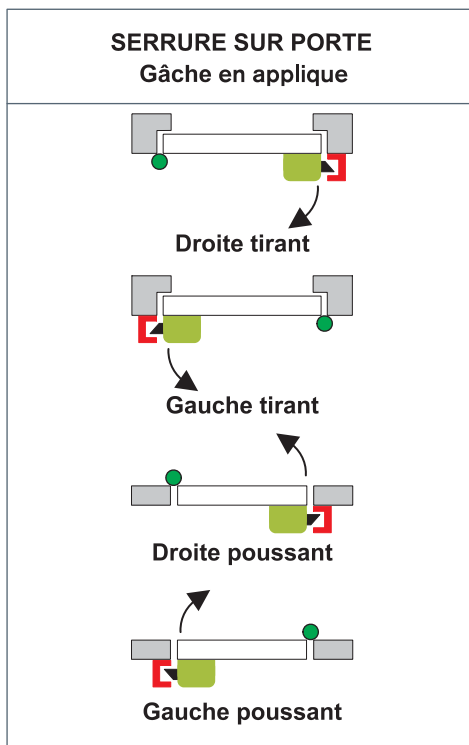 SERRURE SUR PORTE
Gâche en applique
Droite tirant
Gauche tirant
Droite poussant
Gauche poussant